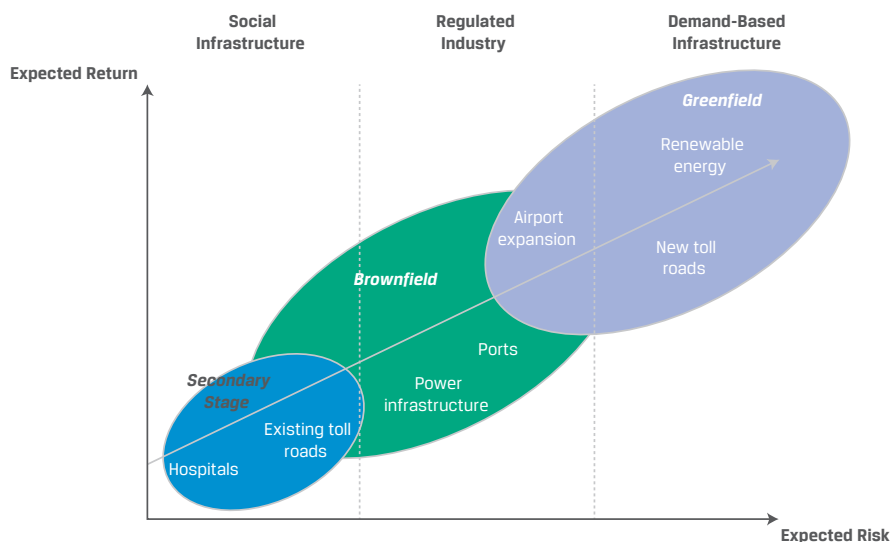 Social
Infrastructure
Regulated
Industry
Demand-Based
Infrastructure
Expected Return
Greenfield
Renewable
energy
Airport
expansion
New toll
roads
Brownfield
Ports
Power
infrastructure
Secondary
Stage
Existing toll
roads
Hospitals
Expected Risk